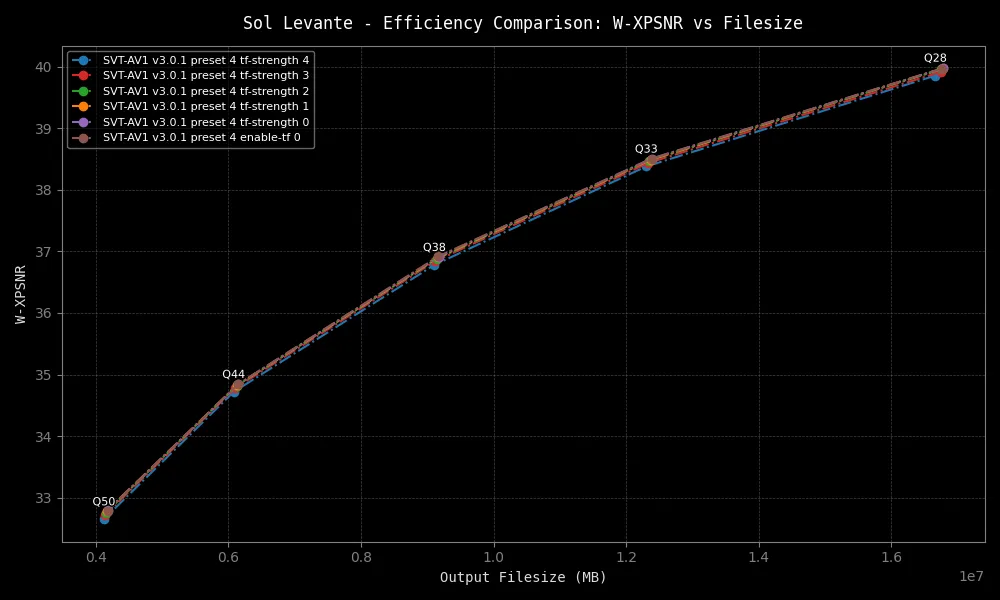 Sol Levante - Efficiency Comparison: W-XPSNR vs Filesize
SVT-AV1 v3.0.1 preset 4 tf-strength 4
SVT-AV1 v3.0.1 preset 4 tf-strength 3
SVT-AV1 v3.0.1 preset 4 tf-strength 2
SVT-AV1 v3.0.1 preset 4 tf-strength 1
SVT-AV1 v3.0.1 preset 4 tf-strength 0
SVT-AV1 v3.0.1 preset 4 enable-tf 0
Q28
Q33
Q38
Q44
Q50
40
39
38
37
36
35
34
33
W-XPSNR
0.4 0.6 0.8 1.0 1.2 1.4 1.6
1e7
Output Filesize (MB)